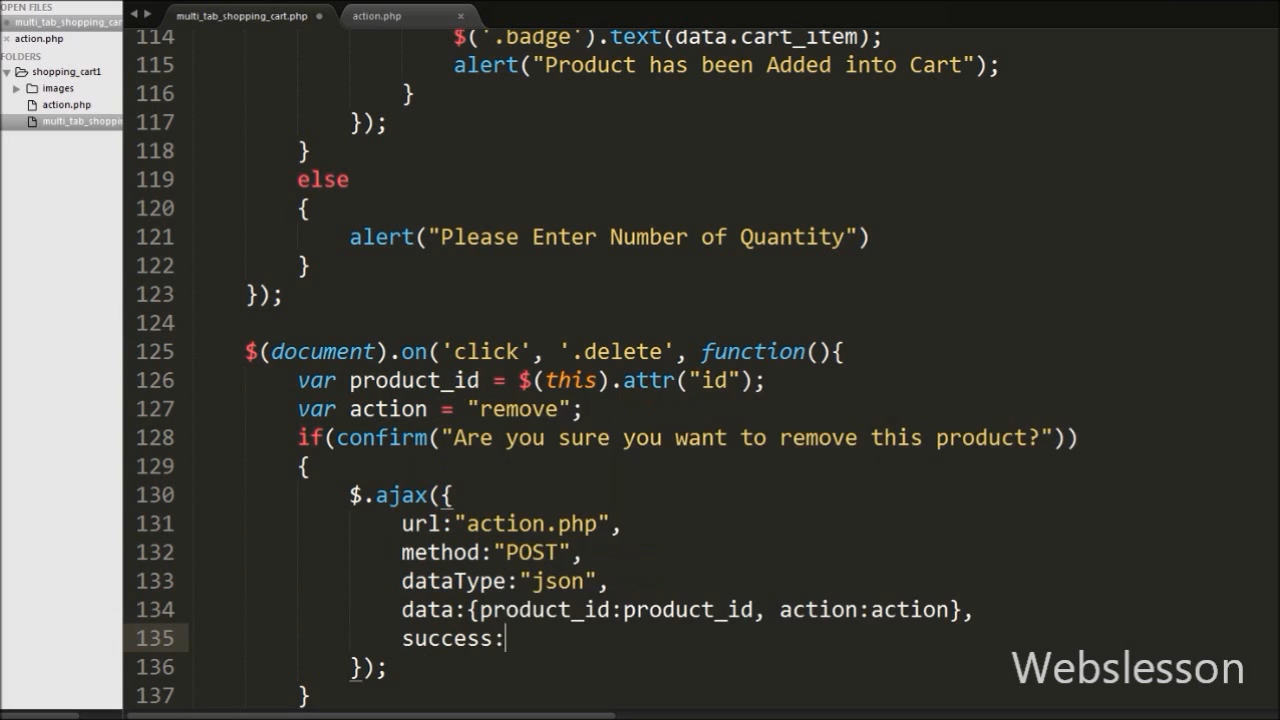 OPEN FILES
multi_tab_shopping_car
action.php
FOLDERS
shopping_cart1
images
action.php
multi_tab_shoppi
multi_tab_shopping_cart.php
action.php
114 $('.badge').text(data.cart_item);
115 alert("Product has been Added into Cart");
116 }
117 });
118 }
119 else
120 {
121 alert("Please Enter Number of Quantity")
122 }
123 });
124
125 $(document).on('click', '.delete', function(){
126 var product_id = $(this).attr("id");
127 var action = "remove";
128 if(confirm("Are you sure you want to remove this product?"))
129 {
130 $.ajax({
131 url:"action.php",
132 method:"POST",
133 dataType:"json",
134 data:{product_id:product_id, action:action},
135 success:
136 });
137 }
Webslesson